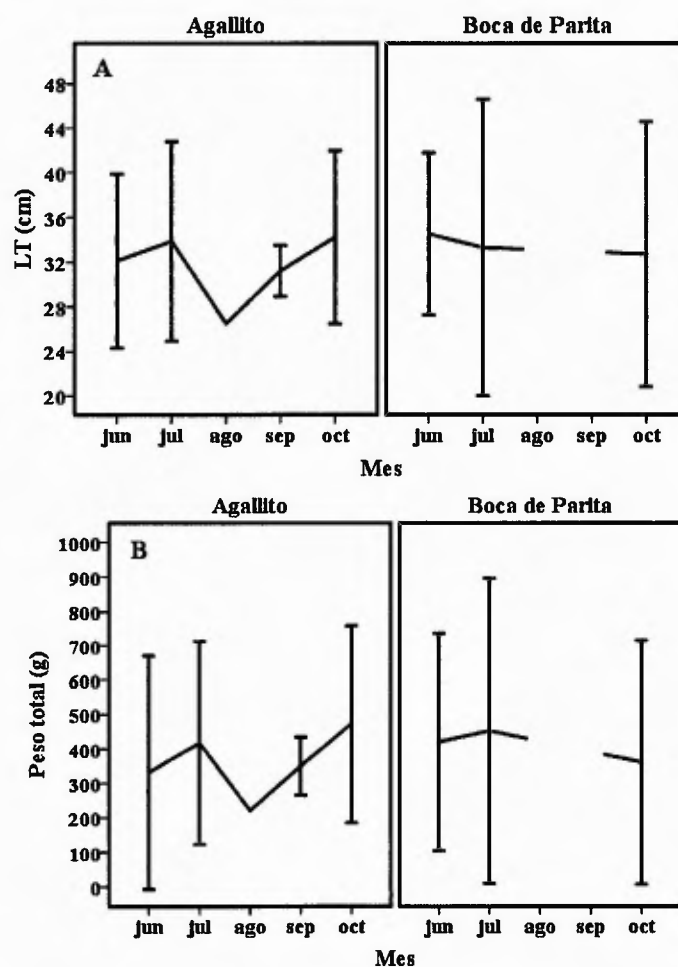 Agallito Boca de Parita
A
LT (cm)
48
44
40
36
32
28
24
20
jun jul ago sep oct jun jul ago sep oct
Mes
Agallito Boca de Parita
B
Peso total (g)
1000
900
800
700
600
500
400
300
200
100
0
jun jul ago sep oct jun jul ago sep oct
Mes